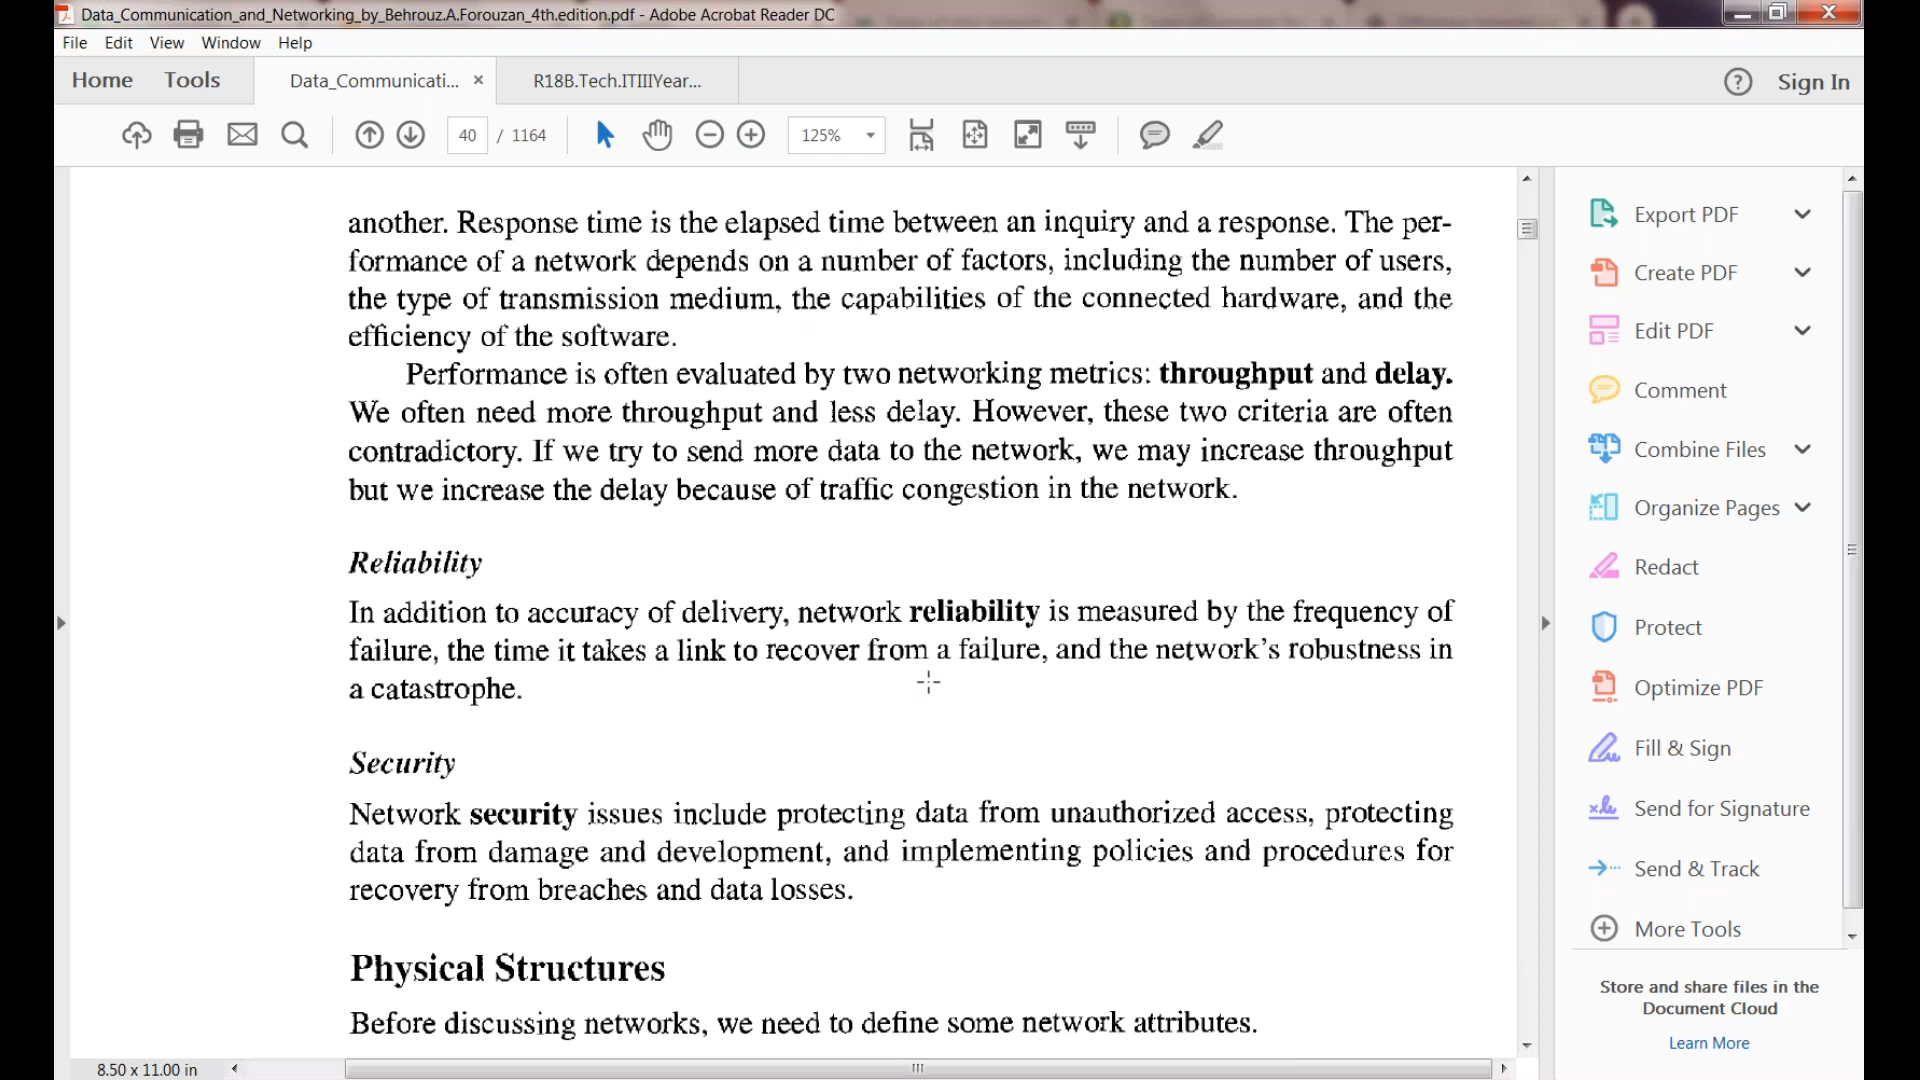 Data_Communication_and_Networking_by_Behrouz.A.Forouzan_4th.edition.pdf - Adobe Acrobat Reader DC
File Edit View Window Help
Home Tools Data_Communicati... × R18B.Tech.ITIIIYear... Sign In
40 / 1164 125%
another. Response time is the elapsed time between an inquiry and a response. The per-
formance of a network depends on a number of factors, including the number of users,
the type of transmission medium, the capabilities of the connected hardware, and the
efficiency of the software.
Performance is often evaluated by two networking metrics: throughput and delay.
We often need more throughput and less delay. However, these two criteria are often
contradictory. If we try to send more data to the network, we may increase throughput
but we increase the delay because of traffic congestion in the network.
Reliability
In addition to accuracy of delivery, network reliability is measured by the frequency of
failure, the time it takes a link to recover from a failure, and the network's robustness in
a catastrophe.
Security
Network security issues include protecting data from unauthorized access, protecting
data from damage and development, and implementing policies and procedures for
recovery from breaches and data losses.
Physical Structures
Before discussing networks, we need to define some network attributes.
8.50 x 11.00 in
Export PDF
Create PDF
Edit PDF
Comment
Combine Files
Organize Pages
Redact
Protect
Optimize PDF
Fill & Sign
Send for Signature
Send & Track
More Tools
Store and share files in the
Document Cloud
Learn More